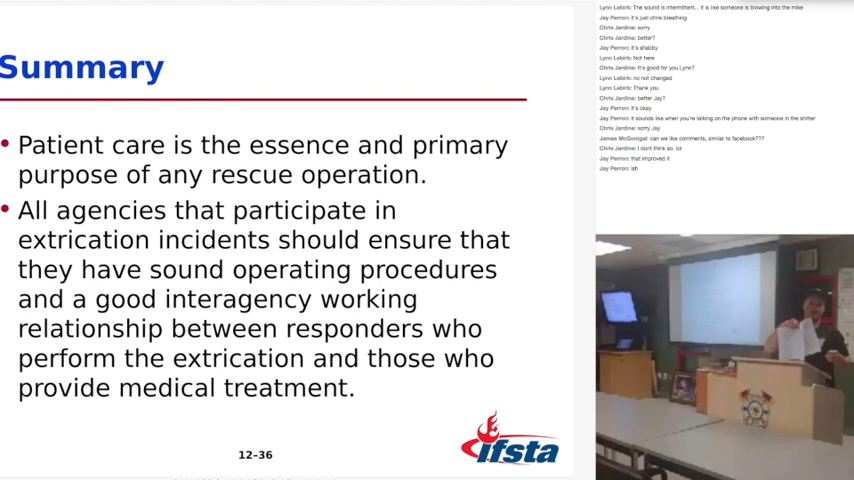 Summary
• Patient care is the essence and primary
purpose of any rescue operation.
• All agencies that participate in
extrication incidents should ensure that
they have sound operating procedures
and a good interagency working
relationship between responders who
perform the extrication and those who
provide medical treatment.
12–36
ifsta
Lynn Labirk: The sound is intermittent... it is like someone is blowing into the mike
Jay Perron: it's just chris breathing
Chris Jardine: sorry
Chris Jardine: better?
Jay Perron: it's shabby
Lynn Labirk: Not here
Chris Jardine: It's good for you Lynn?
Lynn Labirk: no not changed
Lynn Labirk: Thank you
Chris Jardine: better Jay?
Jay Perron: it's okay
Jay Perron: it sounds like when you're talking on the phone with someone in the shitter
Chris Jardine: sorry Jay
James McGonigal: can we like comments, similar to facebook???
Chris Jardine: I dont think so. lol
Jay Perron: that improved it
Jay Perron: ish